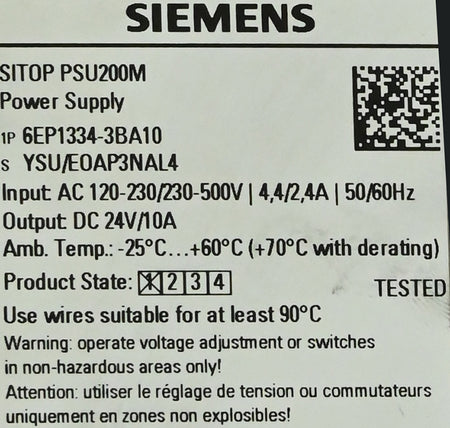 SIEMENS
SITOP PSU200M
Power Supply
1P 6EP1334-3BA10
S YSU/EOAP3NAL4
Input: AC 120-230/230-500V | 4,4/2,4A | 50/60Hz
Output: DC 24V/10A
Amb. Temp.: -25°C...+60°C (+70°C with derating)
Product State: X 2 3 4
TESTED
Use wires suitable for at least 90°C
Warning: operate voltage adjustment or switches
in non-hazardous areas only!
Attention: utiliser le réglage de tension ou commutateurs
uniquement en zones non explosibles!